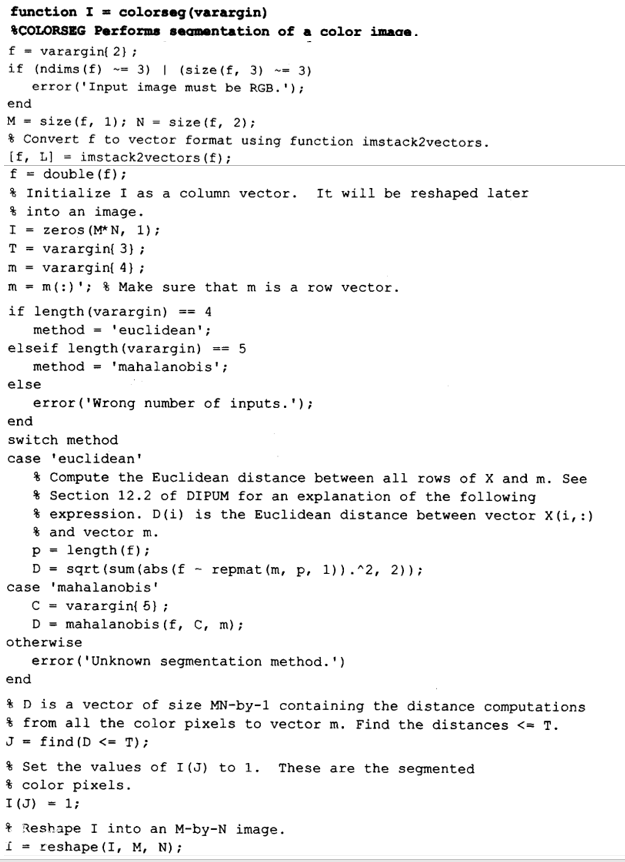 function I = colorseg(varargin)
%COLORSEG Performs segmentation of a color image.
f = varargin{2};
if (ndims(f) ~= 3) | (size(f, 3) ~= 3)
error('Input image must be RGB.');
end
M = size(f, 1); N = size(f, 2);
% Convert f to vector format using function imstack2vectors.
[f, L] = imstack2vectors(f);
f = double(f);
% Initialize I as a column vector. It will be reshaped later
% into an image.
I = zeros(M*N, 1);
T = varargin{3};
m = varargin{4};
m = m(:)'; % Make sure that m is a row vector.
if length(varargin) == 4
method = 'euclidean';
elseif length(varargin) == 5
method = 'mahalanobis';
else
error('Wrong number of inputs.');
end
switch method
case 'euclidean'
% Compute the Euclidean distance between all rows of X and m. See
% Section 12.2 of DIPUM for an explanation of the following
% expression. D(i) is the Euclidean distance between vector X(i,:)
% and vector m.
p = length(f);
D = sqrt(sum(abs(f - repmat(m, p, 1)).^2, 2));
case 'mahalanobis'
C = varargin{5};
D = mahalanobis(f, C, m);
otherwise
error('Unknown segmentation method.')
end
% D is a vector of size MN-by-1 containing the distance computations
% from all the color pixels to vector m. Find the distances <= T.
J = find(D <= T);
% Set the values of I(J) to 1. These are the segmented
% color pixels.
I(J) = 1;
% Reshape I into an M-by-N image.
I = reshape(I, M, N);